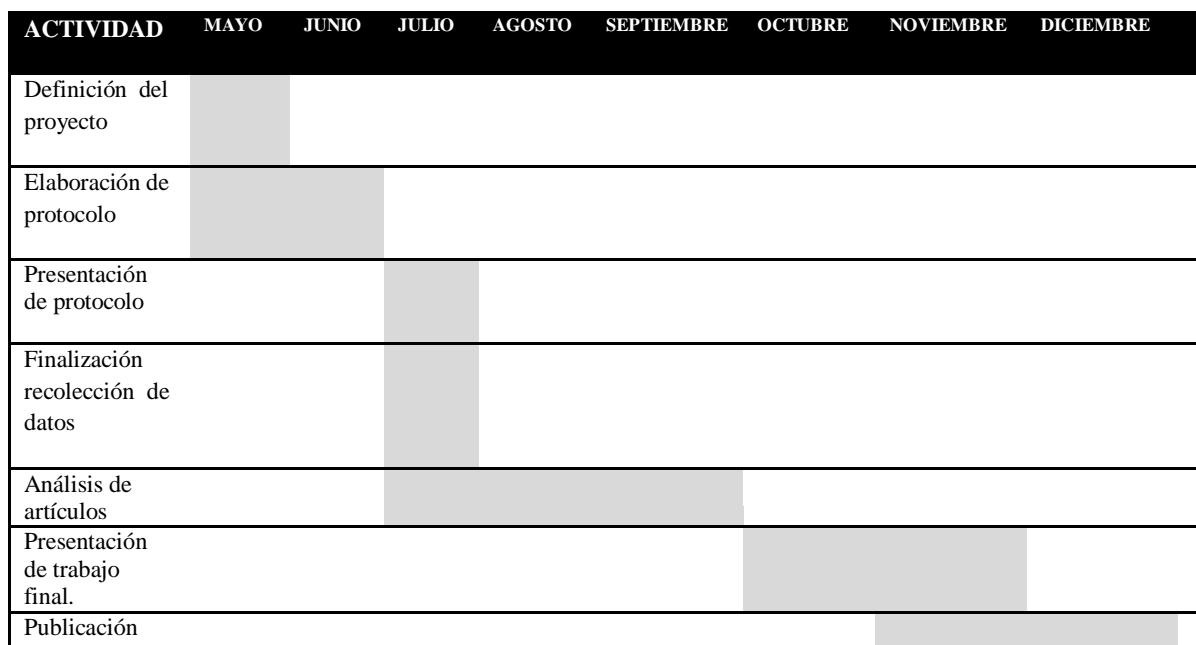 ACTIVIDAD MAYO JUNIO JULIO AGOSTO SEPTIEMBRE OCTUBRE NOVIEMBRE DICIEMBRE
Definición del
proyecto
Elaboración de
protocolo
Presentación
de protocolo
Finalización
recolección de
datos
Análisis de
artículos
Presentación
de trabajo
final.
Publicación